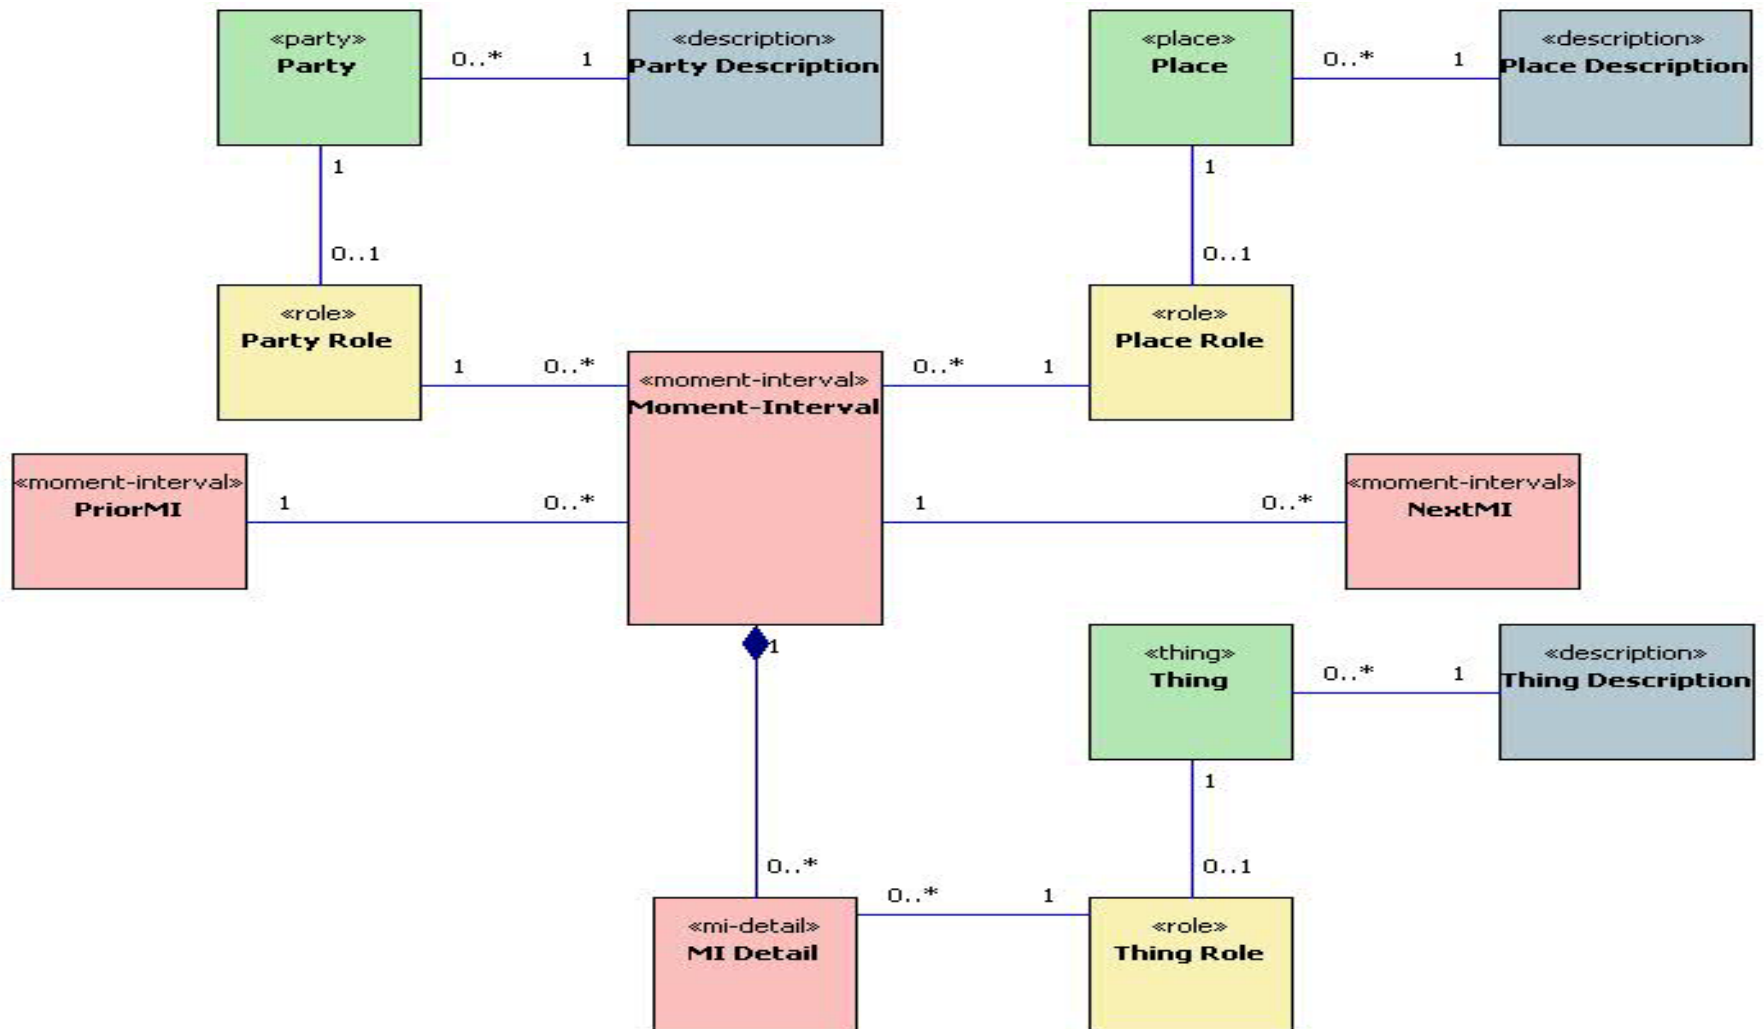 «party»
Party
0..*
1
«description»
Party Description
«place»
Place
0..*
1
«description»
Place Description
1
0..1
1
0..1
«role»
Party Role
1
0..*
«moment-interval»
Moment-Interval
0..*
1
«role»
Place Role
«moment-interval»
PriorMI
1
0..*
1
0..*
«moment-interval»
NextMI
1
«thing»
Thing
0..*
1
«description»
Thing Description
1
0..1
0..*
«mi-detail»
MI Detail
0..*
1
«role»
Thing Role